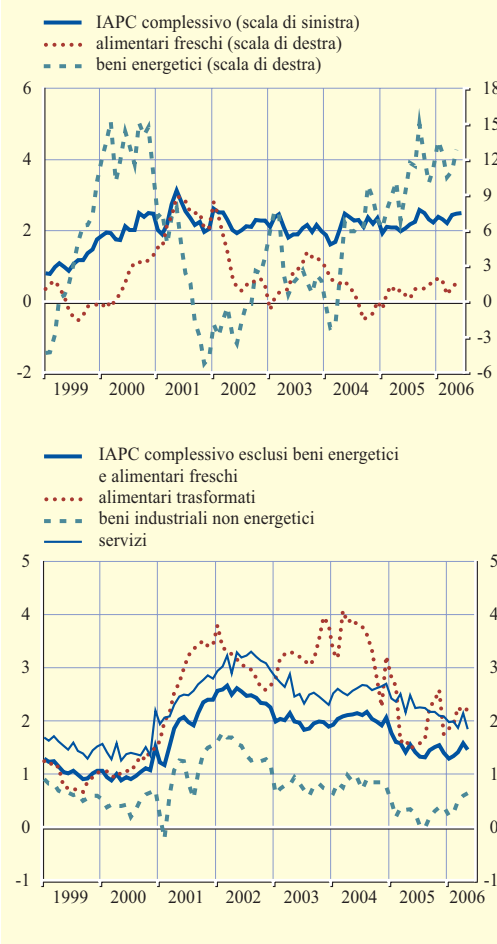 IAPC complessivo (scala di sinistra)
alimentari freschi (scala di destra)
beni energetici (scala di destra)
6 18
15
4 12
9
2 6
3
0 0
-3
-2 -6
1999 2000 2001 2002 2003 2004 2005 2006
IAPC complessivo esclusi beni energetici
e alimentari freschi
alimentari trasformati
beni industriali non energetici
servizi
5 5
4 4
3 3
2 2
1 1
0 0
-1 -1
1999 2000 2001 2002 2003 2004 2005 2006